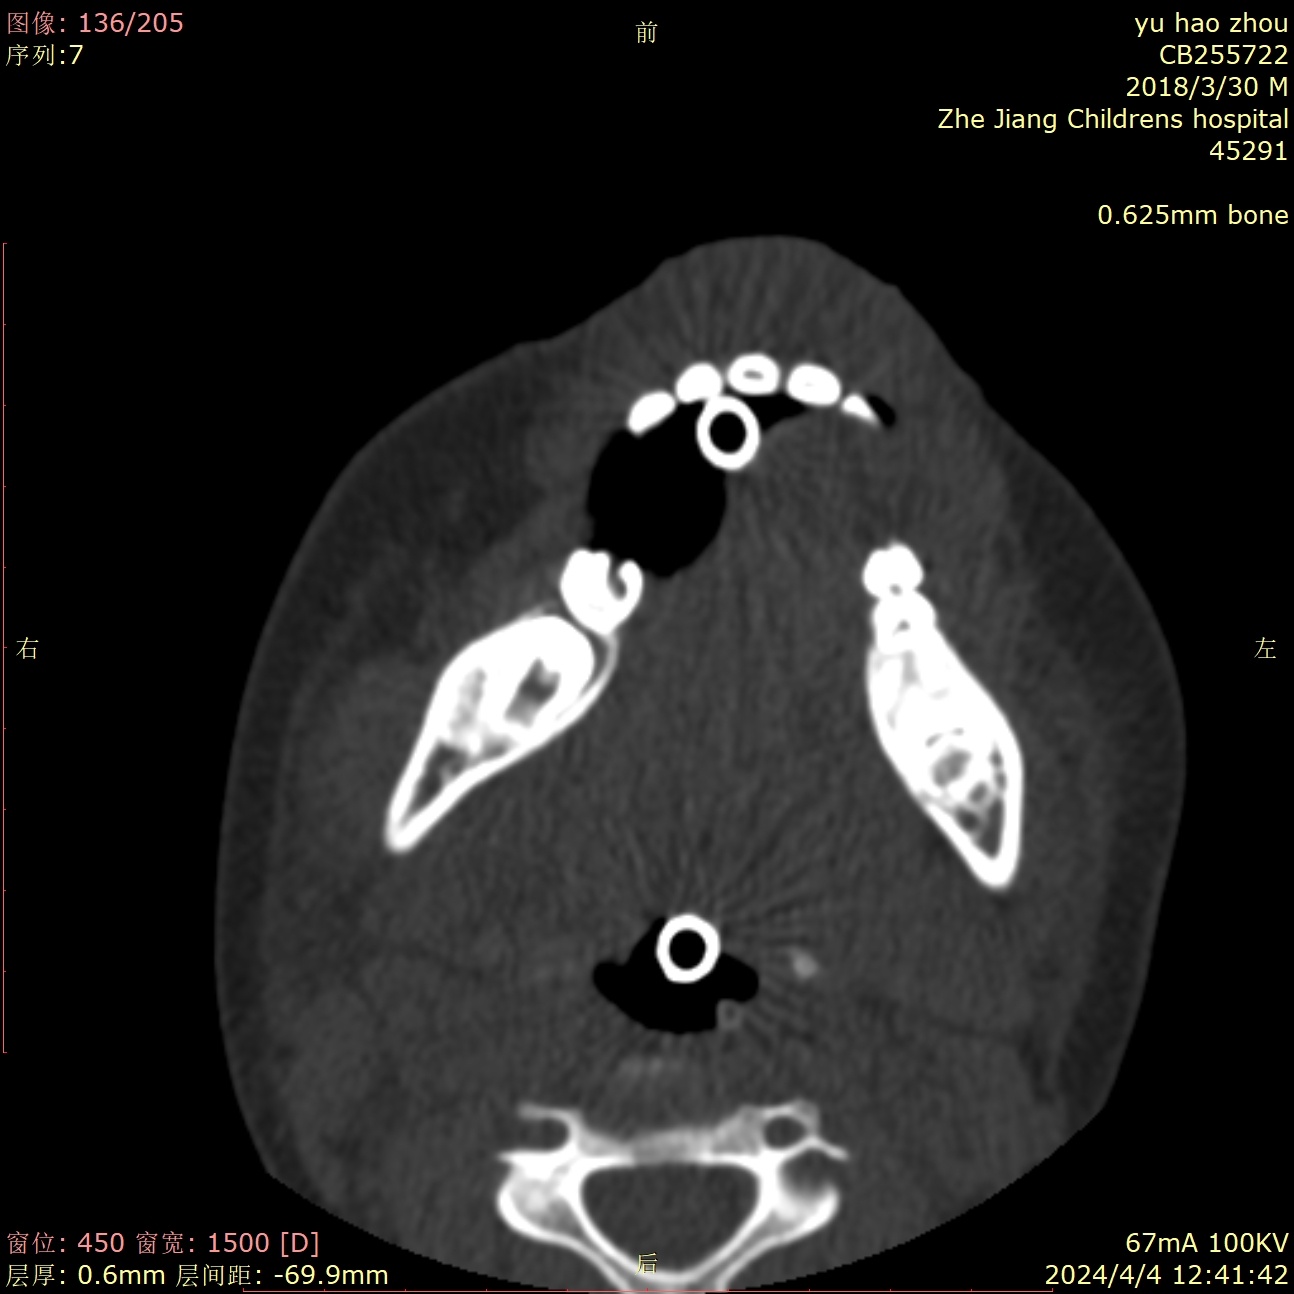 图像: 136/205
序列:7
前
yu hao zhou
CB255722
2018/3/30 M
Zhe Jiang Childrens hospital
45291
0.625mm bone
右
左
窗位: 450 窗宽: 1500 [D]
层厚: 0.6mm 层间距: -69.9mm
后
67mA 100KV
2024/4/4 12:41:42